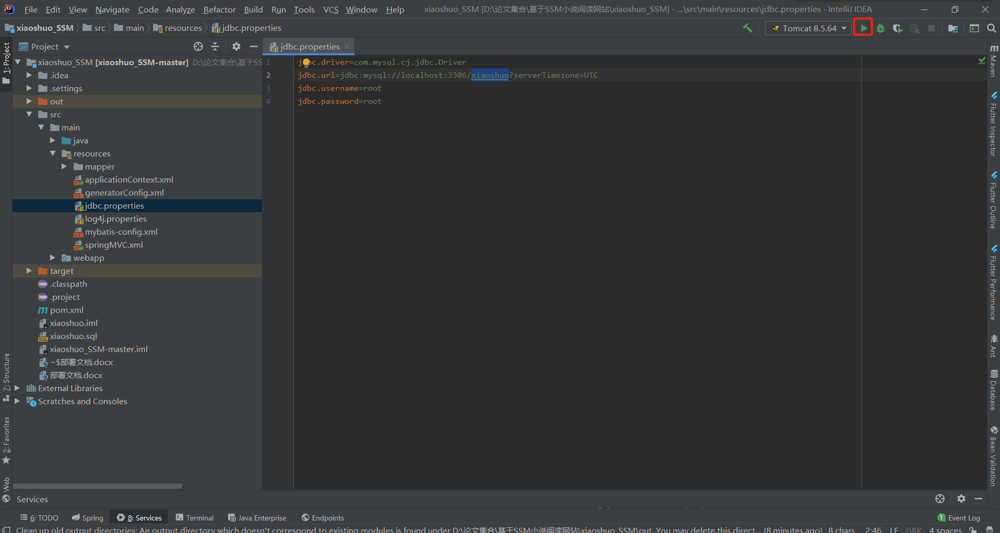 File Edit View Navigate Code Analyze Refactor Build Run Tools VCS Window Help xiaoshuo_SSM [D:\论文集合\基于SSM小说阅读网站\xiaoshuo_SSM] - ...\src\main\resources\jdbc.properties - IntelliJ IDEA
xiaoshuo_SSM src main resources jdbc.properties Tomcat 8.5.64
Project jdbc.properties
xiaoshuo_SSM [xiaoshuo_SSM-master] D:\论文集合\基于SS
.idea
.settings
out
src
main
java
resources
mapper
applicationContext.xml
generatorConfig.xml
jdbc.properties
log4j.properties
mybatis-config.xml
springMVC.xml
webapp
target
.classpath
.project
pom.xml
xiaoshuo.iml
xiaoshuo.sql
xiaoshuo_SSM-master.iml
~$部署文档.docx
部署文档.docx
External Libraries
Scratches and Consoles
1 jdbc.driver=com.mysql.cj.jdbc.Driver
2 jdbc.url=jdbc:mysql://localhost:3306/xiaoshuo?serverTimezone=UTC
3 jdbc.username=root
4 jdbc.password=root
1: Project
7: Structure
2: Favorites
Web
Maven
Flutter Inspector
Flutter Outline
Flutter Performance
Ant
Database
Bean Validation
Services
6: TODO Spring 8: Services Terminal Java Enterprise Endpoints 1 Event Log
Clean up old output directories: An output directory which doesn't correspond to existing modules is found under D:\论文集合\基于SSM小说阅读网站\xiaoshuo_SSM\out. You may delete this direct... (8 minutes ago) 8 chars 2:46 LF GBK 4 spaces